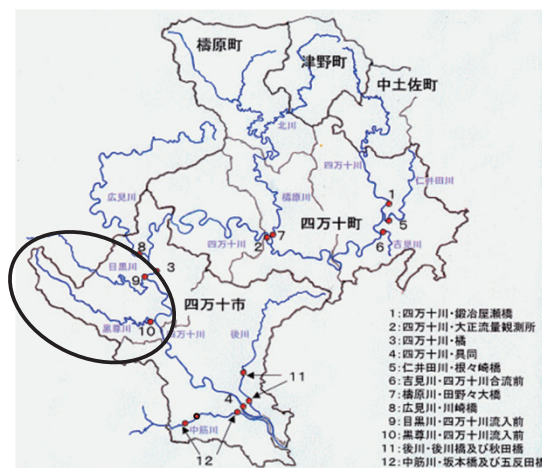 檮原町
津野町
中土佐町
北川
四万十川
仁井田川
広見川
檮原川
1
四万十町
5
四万十川
2
7
6
吉見川
8
目黒川
3
9
四万十市
黒尊川
10
四万十川
後川
11
4
中筋川
12
1:四万十川・鍛冶屋瀬橋
2:四万十川・大正流量観測所
3:四万十川・橘
4:四万十川・具同
5:仁井田川・根々崎橋
6:吉見川・四万十川合流前
7:檮原川・田野々大橋
8:広見川・川崎橋
9:目黒川・四万十川流入前
10:黒尊川・四万十川流入前
11:後川・後川橋及び秋田橋
12:中筋川・坂本橋及び五反田橋